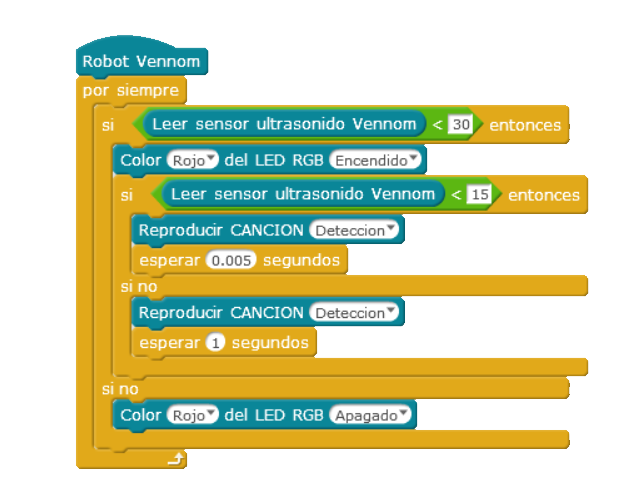 Robot Vennom
por siempre
si Leer sensor ultrasonido Vennom < 30 entonces
Color Rojo del LED RGB Encendido
si Leer sensor ultrasonido Vennom < 15 entonces
Reproducir CANCION Deteccion
esperar 0.005 segundos
si no
Reproducir CANCION Deteccion
esperar 1 segundos
si no
Color Rojo del LED RGB Apagado